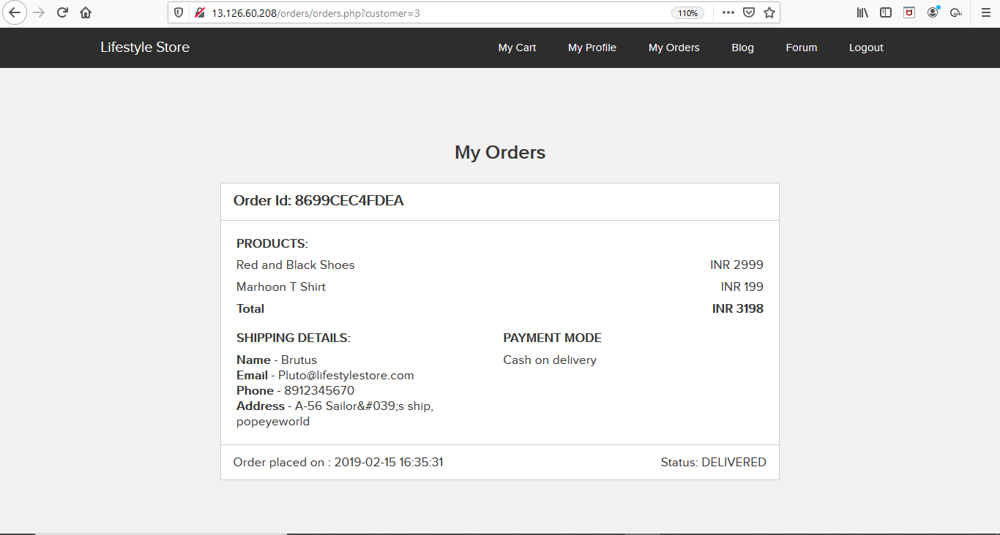 13.126.60.208/orders/orders.php?customer=3 110%
Lifestyle Store My Cart My Profile My Orders Blog Forum Logout
My Orders
Order Id: 8699CEC4FDEA
PRODUCTS:
Red and Black Shoes INR 2999
Marhoon T Shirt INR 199
Total INR 3198
SHIPPING DETAILS:
Name - Brutus
Email - Pluto@lifestylestore.com
Phone - 8912345670
Address - A-56 Sailor&#039;s ship,
popeyeworld
PAYMENT MODE
Cash on delivery
Order placed on : 2019-02-15 16:35:31 Status: DELIVERED